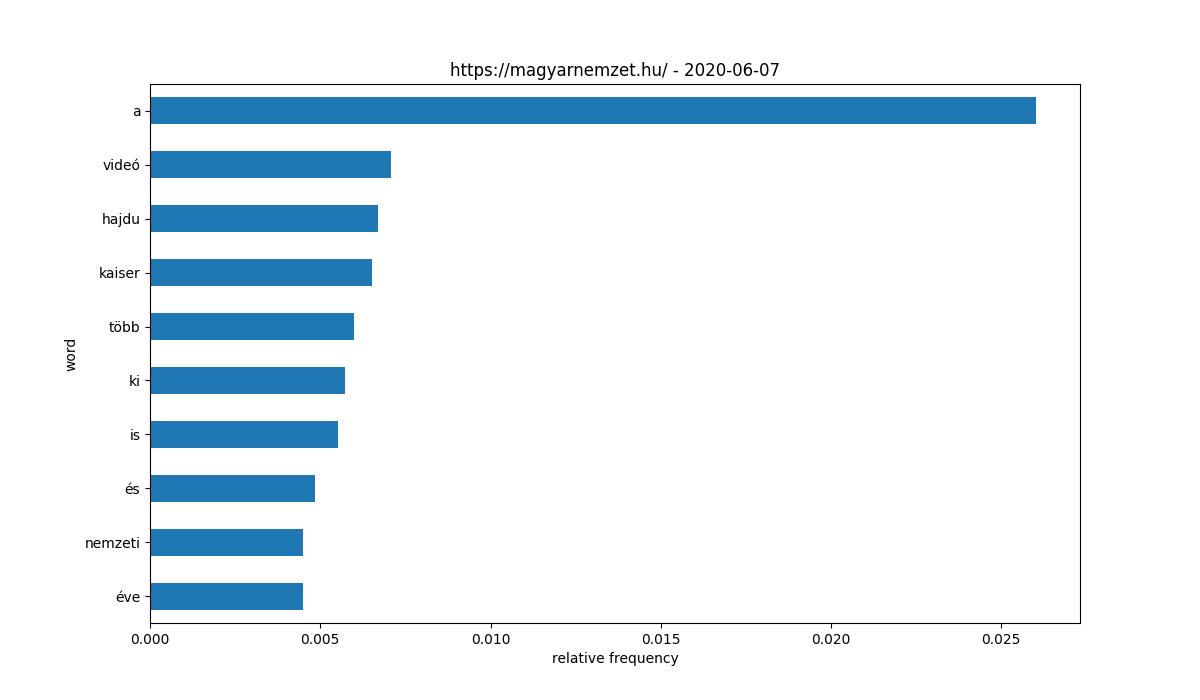 https://magyarnemzet.hu/ - 2020-06-07
a
videó
hajdu
kaiser
több
ki
is
és
nemzeti
éve
word
0.000 0.005 0.010 0.015 0.020 0.025
relative frequency